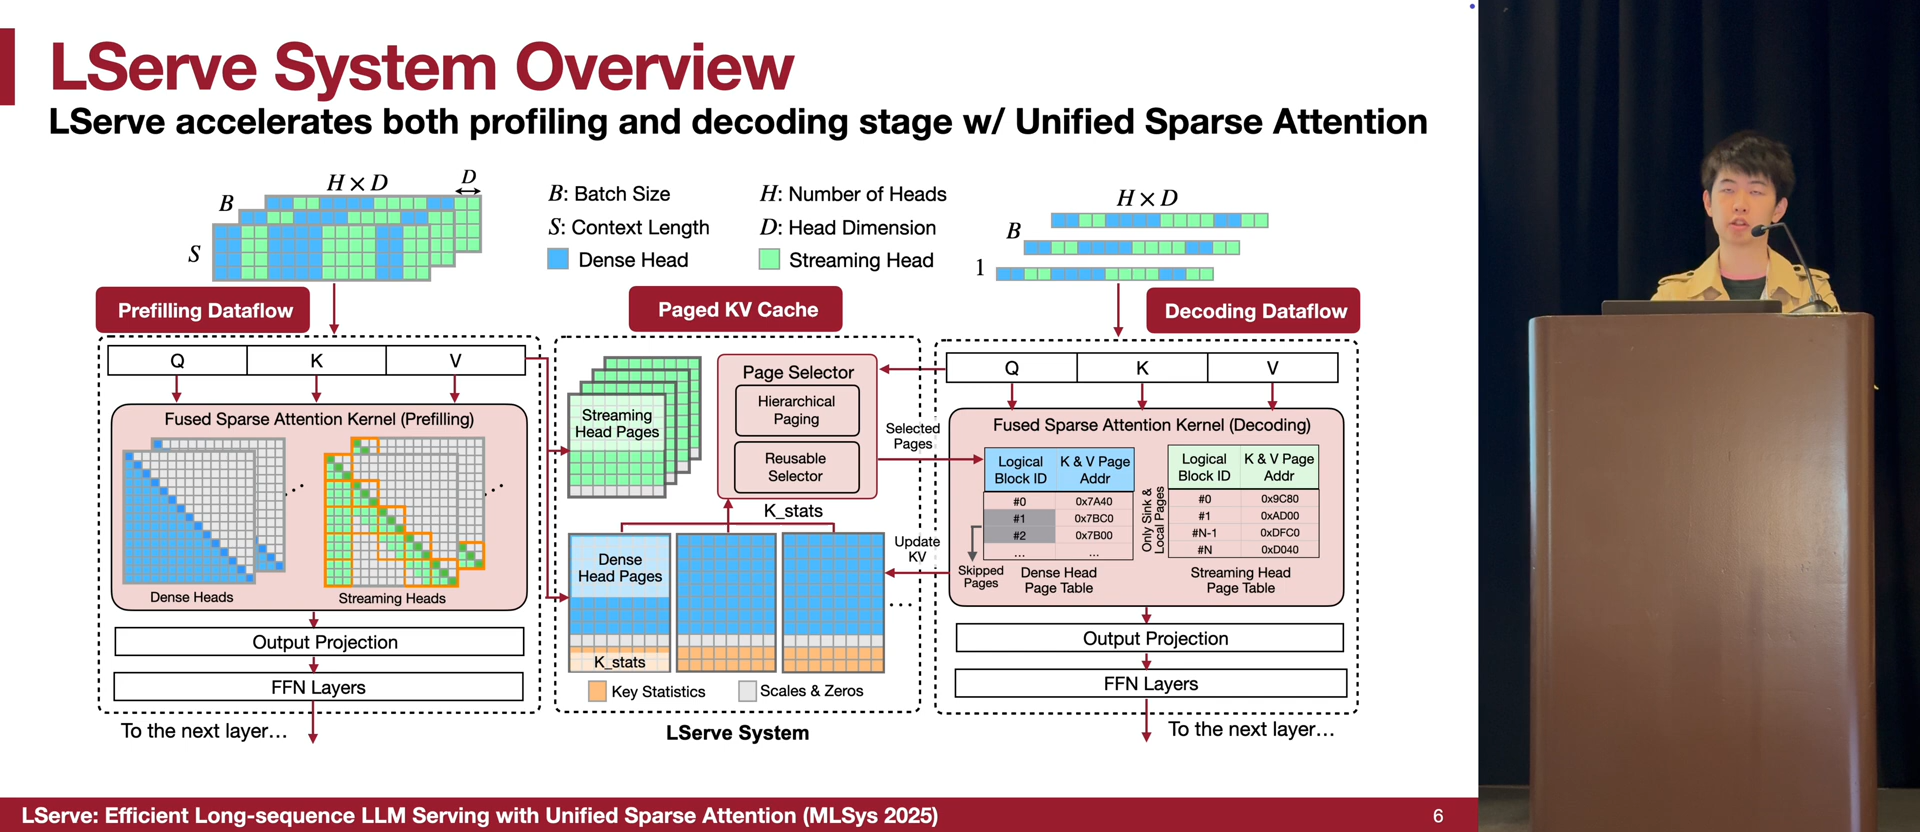 LServe System Overview
LServe accelerates both profiling and decoding stage w/ Unified Sparse Attention
H × D
D
B
S
B: Batch Size
H: Number of Heads
S: Context Length
D: Head Dimension
Dense Head
Streaming Head
H × D
B
1
Prefilling Dataflow
Paged KV Cache
Decoding Dataflow
Q
K
V
Fused Sparse Attention Kernel (Prefilling)
...
...
Dense Heads
Streaming Heads
Output Projection
FFN Layers
To the next layer...
Streaming
Head Pages
Page Selector
Hierarchical
Paging
Reusable
Selector
K_stats
Dense
Head Pages
K_stats
...
Key Statistics
Scales & Zeros
LServe System
Selected
Pages
Update
KV
Q
K
V
Fused Sparse Attention Kernel (Decoding)
Logical
Block ID
K & V Page
Addr
#0
0x7A40
#1
0x7BC0
#2
0x7B00
...
...
Skipped
Pages
Dense Head
Page Table
Only Sink &
Local Pages
Logical
Block ID
K & V Page
Addr
#0
0x9C80
#1
0xAD00
#N-1
0xDFC0
#N
0xD040
Streaming Head
Page Table
Output Projection
FFN Layers
To the next layer...
LServe: Efficient Long-sequence LLM Serving with Unified Sparse Attention (MLSys 2025)
6